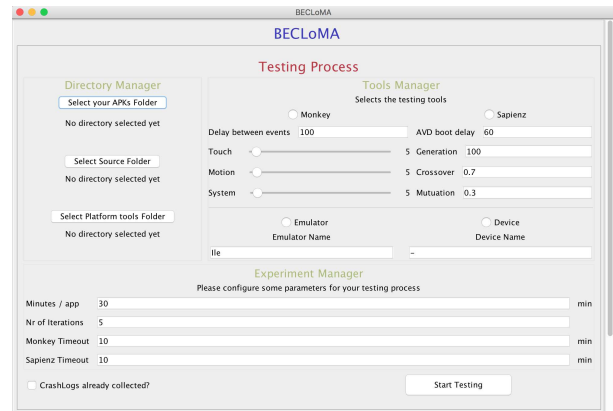 BECLoMA
BECLoMA
Testing Process
Directory Manager
Select your APKs Folder
No directory selected yet
Select Source Folder
No directory selected yet
Select Platform tools Folder
No directory selected yet
Tools Manager
Selects the testing tools
Monkey
Sapienz
Delay between events 100
AVD boot delay 60
Touch 5
Generation 100
Motion 5
Crossover 0.7
System 5
Mutuation 0.3
Emulator
Device
Emulator Name
Device Name
lle
–
Experiment Manager
Please configure some parameters for your testing process
Minutes / app 30 min
Nr of Iterations 5
Monkey Timeout 10 min
Sapienz Timeout 10 min
CrashLogs already collected?
Start Testing